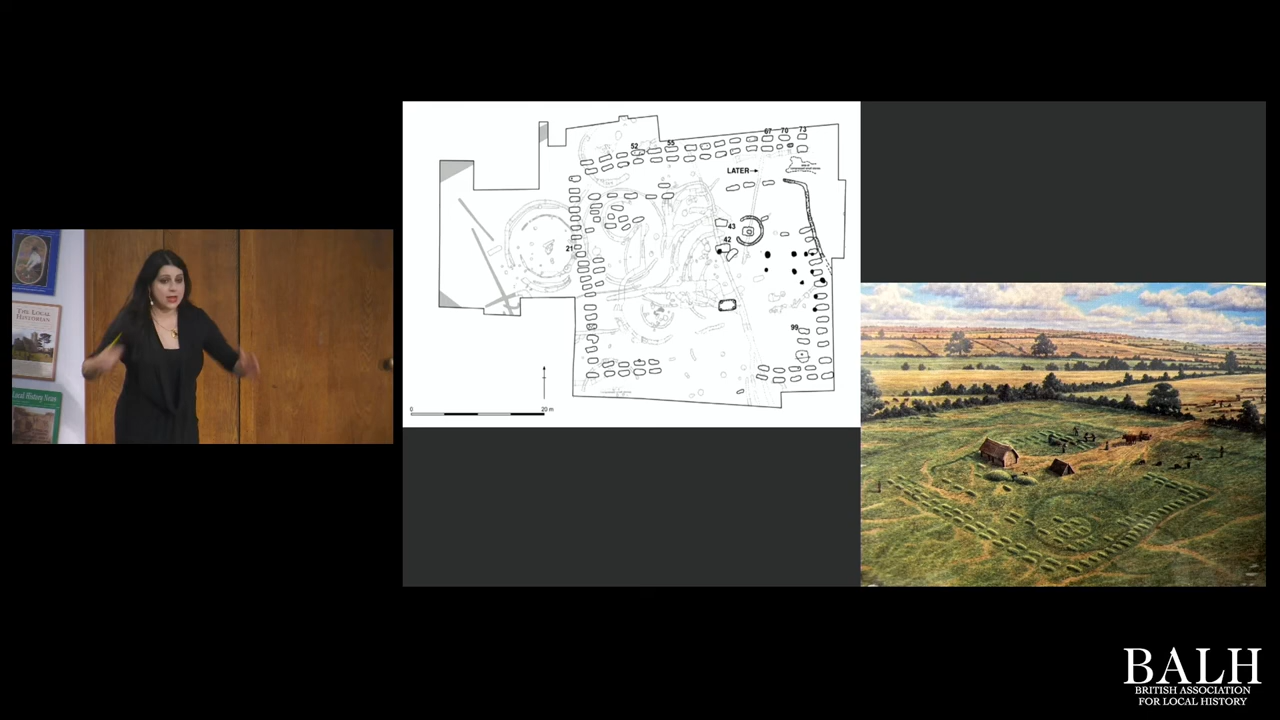 THE LOCAL
HISTORIAN
Local History News
52
55
67 70 73
LATER
43
42
21
99
0
20 m
BALH
BRITISH ASSOCIATION
FOR LOCAL HISTORY